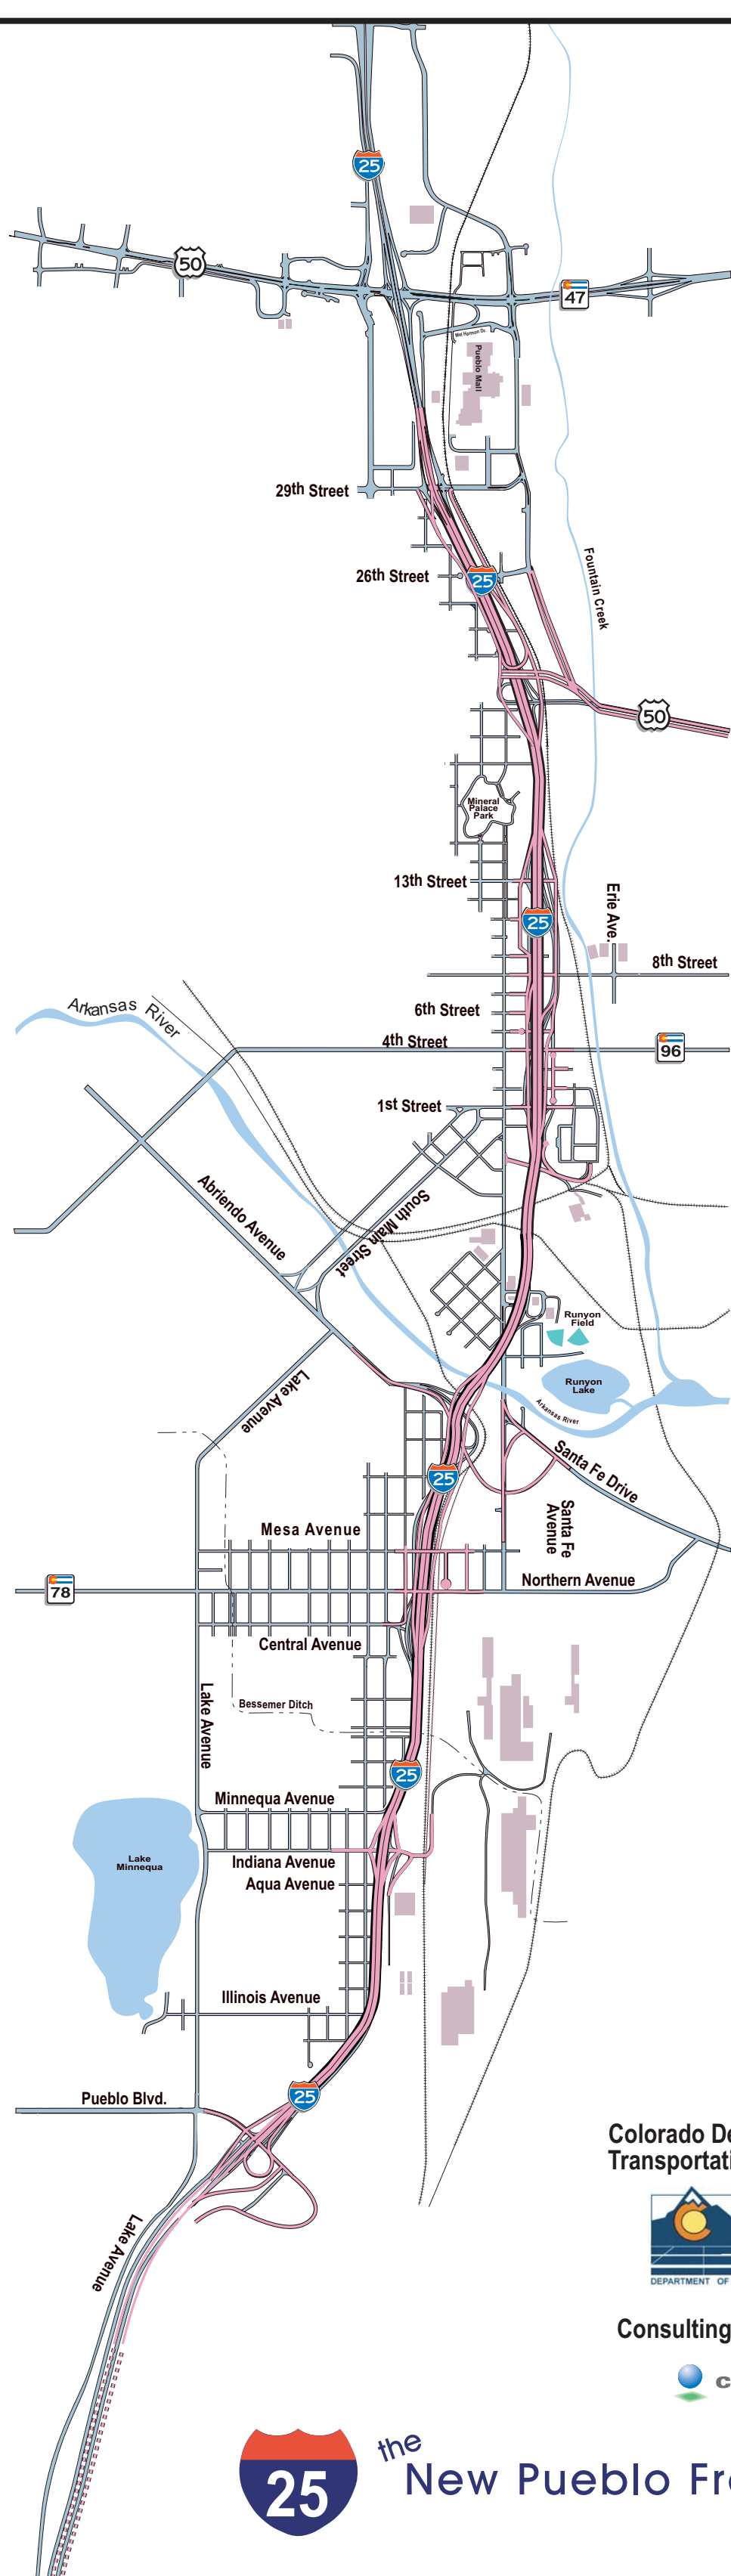 25
50
47
Pueblo Mall
29th Street
Fountain Creek
26th Street
25
50
Mineral
Palace
Park
13th Street
Erie Ave.
25
8th Street
Arkansas River
6th Street
4th Street
96
1st Street
Abriendo Avenue
South Main Street
Runyon
Field
Lake Avenue
Runyon
Lake
Arkansas River
Santa Fe Drive
25
Santa Fe
Avenue
Mesa Avenue
Northern Avenue
78
Central Avenue
Lake Avenue
Bessemer Ditch
25
Minnequa Avenue
Lake
Minnequa
Indiana Avenue
Aqua Avenue
Illinois Avenue
25
Pueblo Blvd.
Colorado De
Transportati
Lake Avenue
DEPARTMENT OF
Consulting
c
25
the
New Pueblo Fre